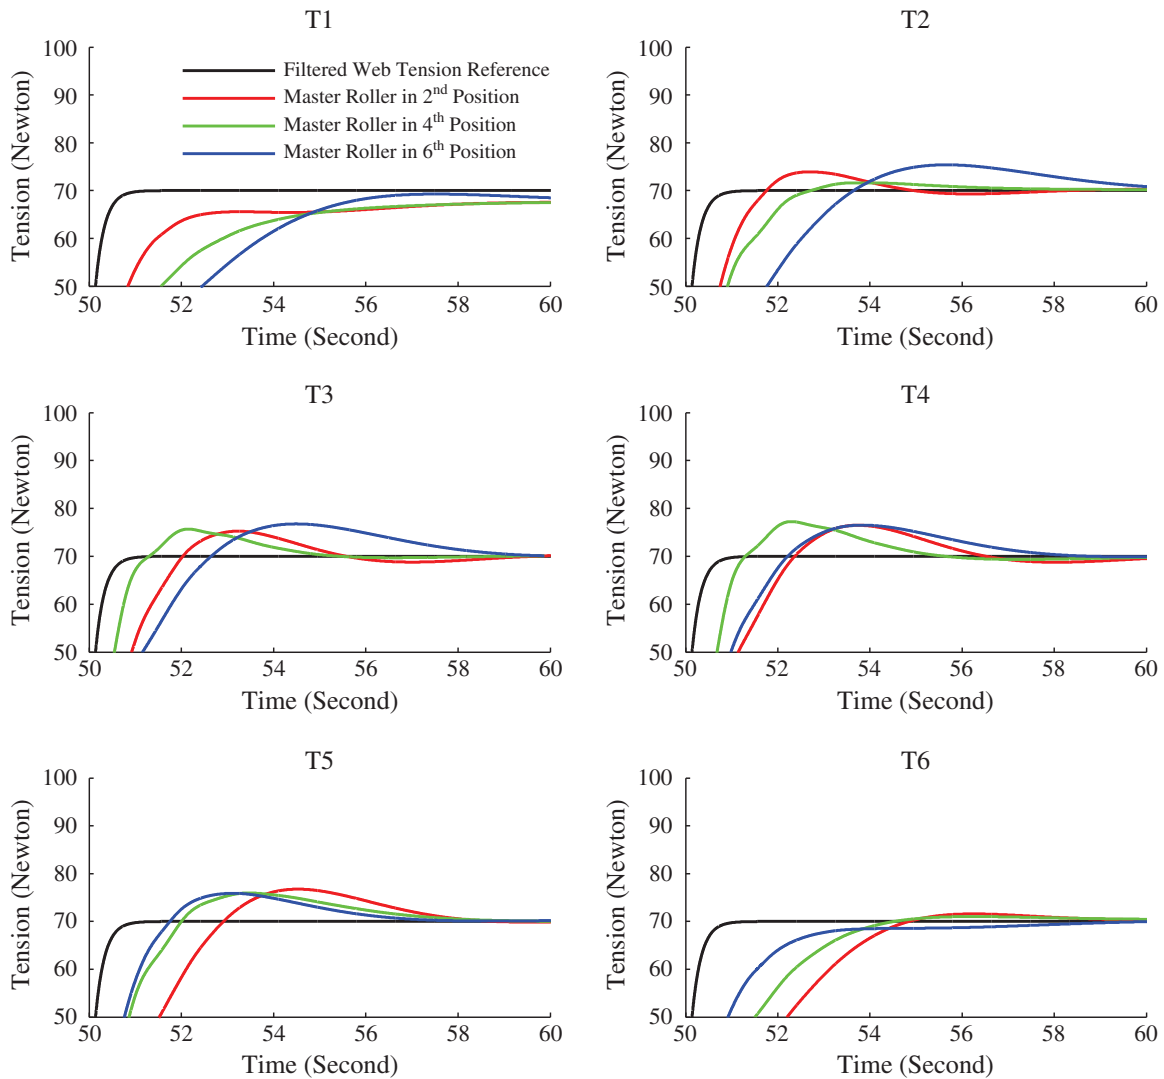 T1
100
90
80
70
60
50
50 52 54 56 58 60
Tension (Newton)
Time (Second)
Filtered Web Tension Reference
Master Roller in 2nd Position
Master Roller in 4th Position
Master Roller in 6th Position
T2
100
90
80
70
60
50
50 52 54 56 58 60
Tension (Newton)
Time (Second)
T3
100
90
80
70
60
50
50 52 54 56 58 60
Tension (Newton)
Time (Second)
T4
100
90
80
70
60
50
50 52 54 56 58 60
Tension (Newton)
Time (Second)
T5
100
90
80
70
60
50
50 52 54 56 58 60
Tension (Newton)
Time (Second)
T6
100
90
80
70
60
50
50 52 54 56 58 60
Tension (Newton)
Time (Second)